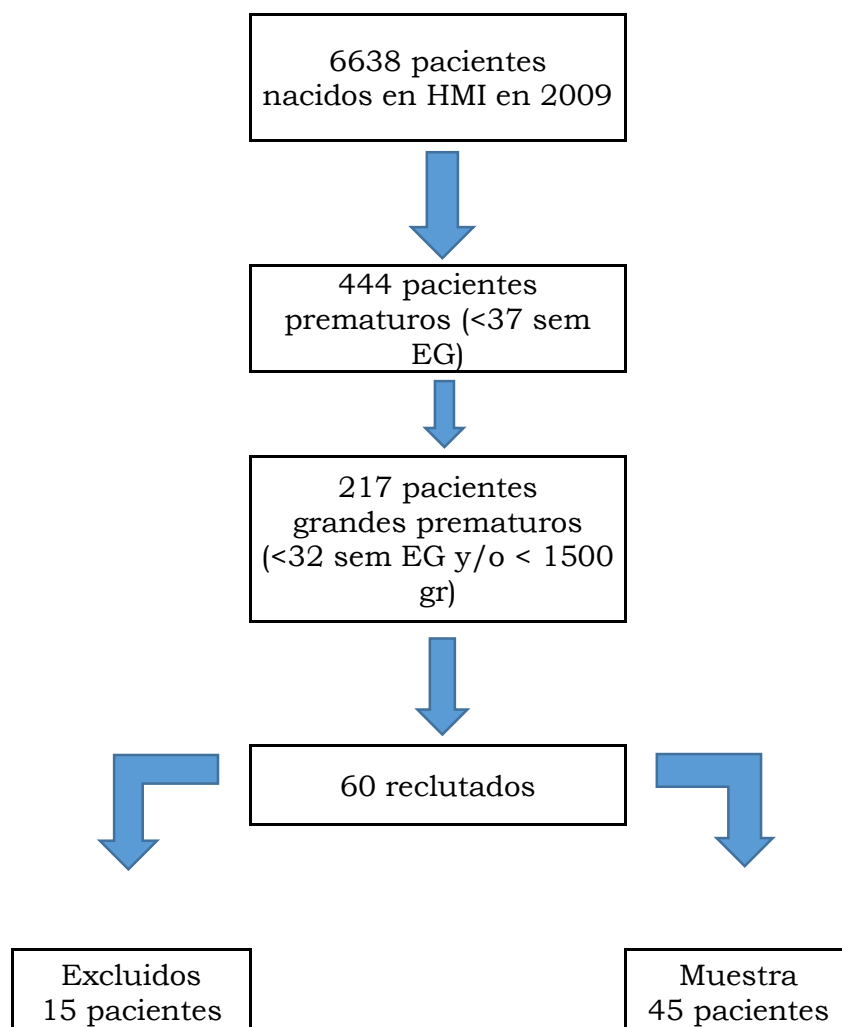 6638 pacientes
nacidos en HMI en 2009
444 pacientes
prematuros (<37 sem
EG)
217 pacientes
grandes prematuros
(<32 sem EG y/o < 1500
gr)
60 reclutados
Excluidos
15 pacientes
Muestra
45 pacientes